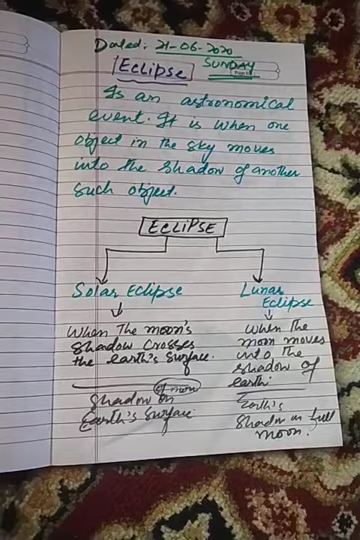 Dated: 21-06-2020
SUNDAY
Eclipse
Is an astronomical
event. It is when one
object in the sky moves
into the shadow of another
such object.
ECLIPSE
Solar Eclipse
When The moon's
shadow crosses
the earth's surface.
of moon
Shadow on
Earth's surface
Lunar
Eclipse
When The
moon moves
into the
shadow of
earth.
Earth's
shadow on full
moon.